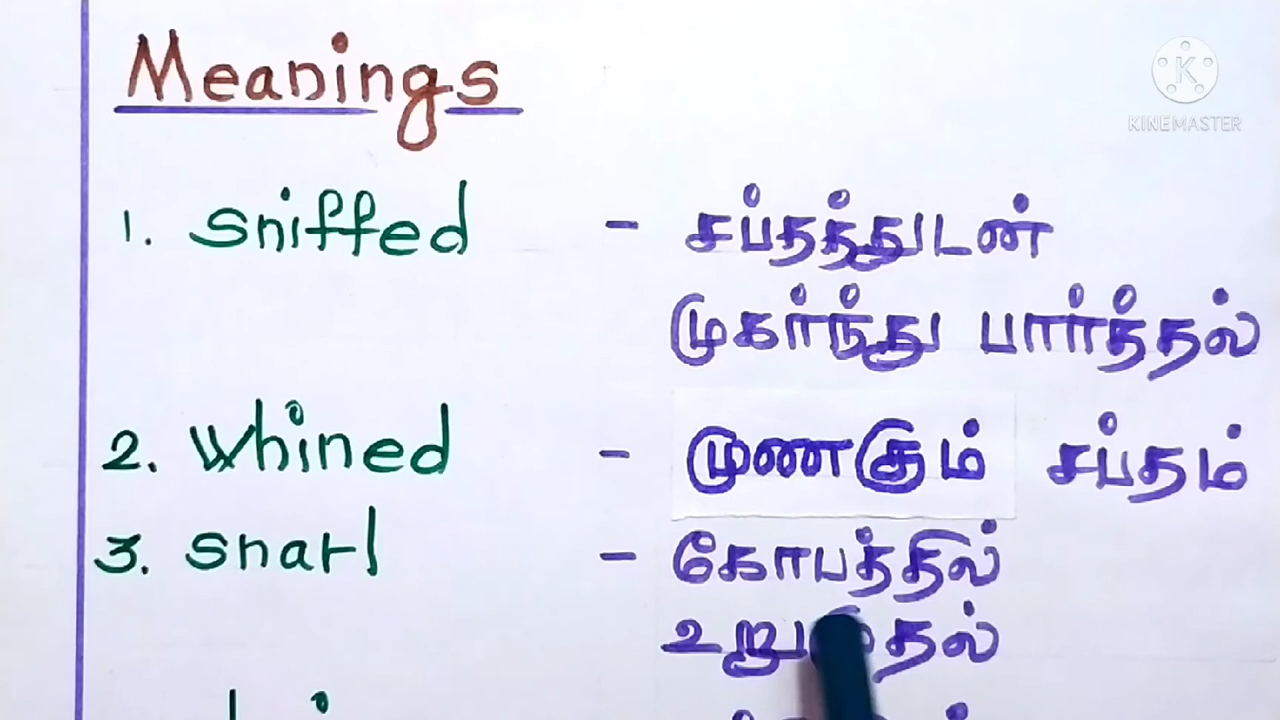 Meanings
KINEMASTER
1. sniffed - சப்தத்துடன்
முகர்ந்து பார்த்தல்
2. whined - முணகும் சப்தம்
3. snarl - கோபத்தில்